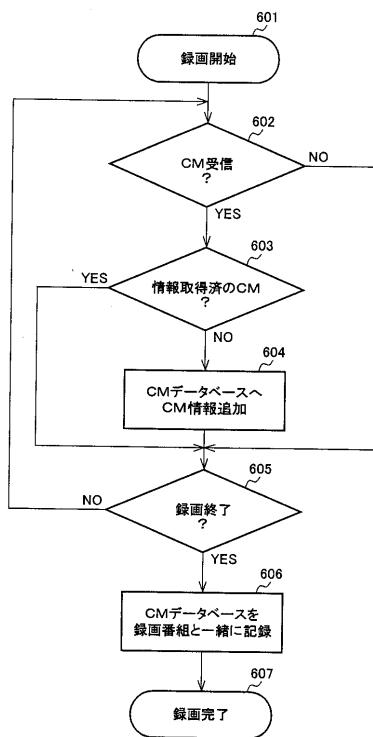 601
録画開始
602
CM受信
?
NO
YES
603
YES
情報取得済のCM
?
NO
604
CMデータベースへ
CM情報追加
605
NO
録画終了
?
YES
606
CMデータベースを
録画番組と一緒に記録
607
録画完了